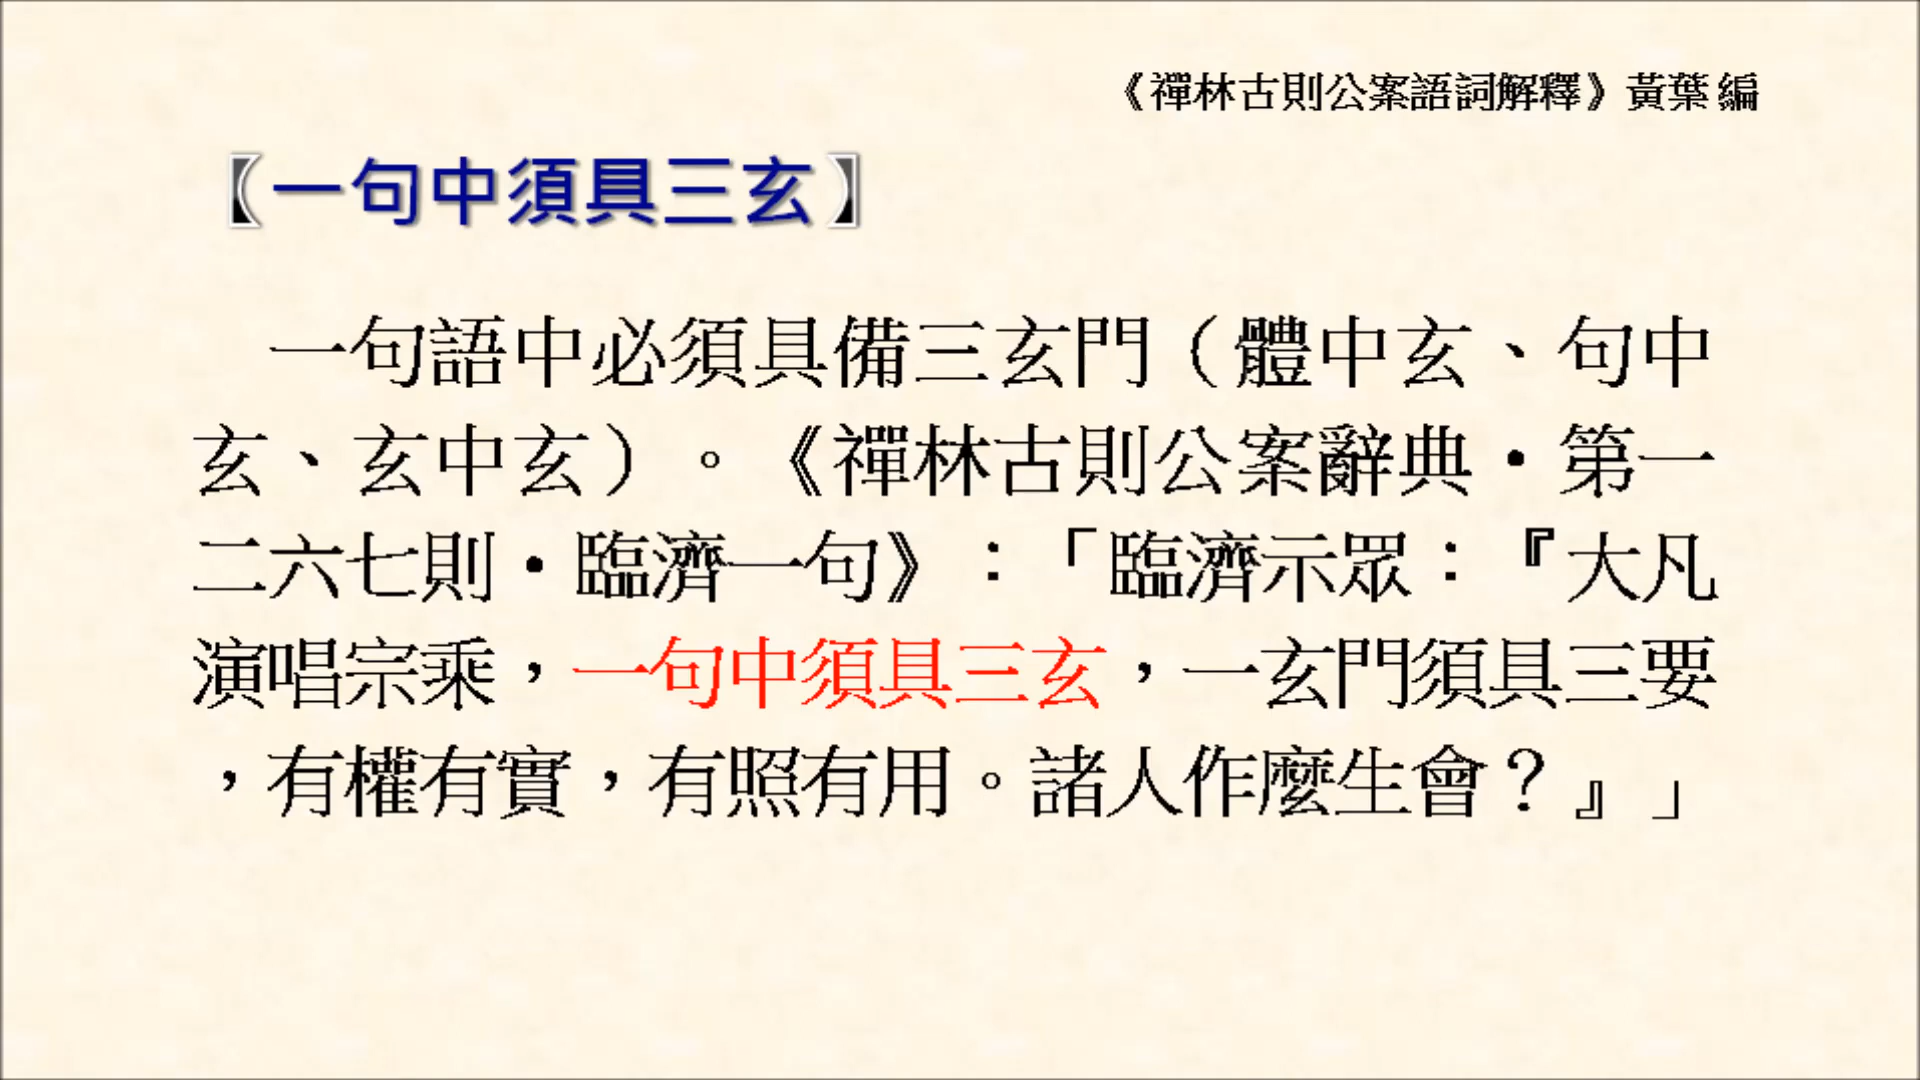 《禪林古則公案語詞解釋》黃葉 編
【一句中須具三玄】
一句語中必須具備三玄門（體中玄、句中
玄、玄中玄）。《禪林古則公案辭典・第一
二六七則・臨濟一句》：「臨濟示眾：『大凡
演唱宗乘，一句中須具三玄，一玄門須具三要
，有權有實，有照有用。諸人作麼生會？』」